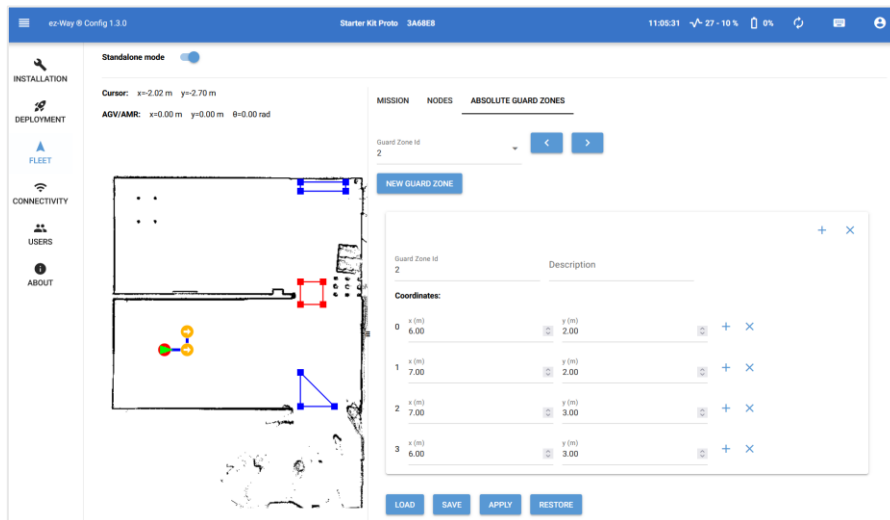 ez-Way ® Config 1.3.0
Starter Kit Proto 3A68E8
11:05:31 27 - 10 % 0%
INSTALLATION
DEPLOYMENT
FLEET
CONNECTIVITY
USERS
ABOUT
Standalone mode
Cursor: x=-2.02 m y=-2.70 m
AGV/AMR: x=0.00 m y=0.00 m θ=0.00 rad
MISSION NODES ABSOLUTE GUARD ZONES
Guard Zone Id
2
NEW GUARD ZONE
Guard Zone Id
2
Description
Coordinates:
x (m) y (m)
0 6.00 2.00
x (m) y (m)
1 7.00 2.00
x (m) y (m)
2 7.00 3.00
x (m) y (m)
3 6.00 3.00
LOAD SAVE APPLY RESTORE